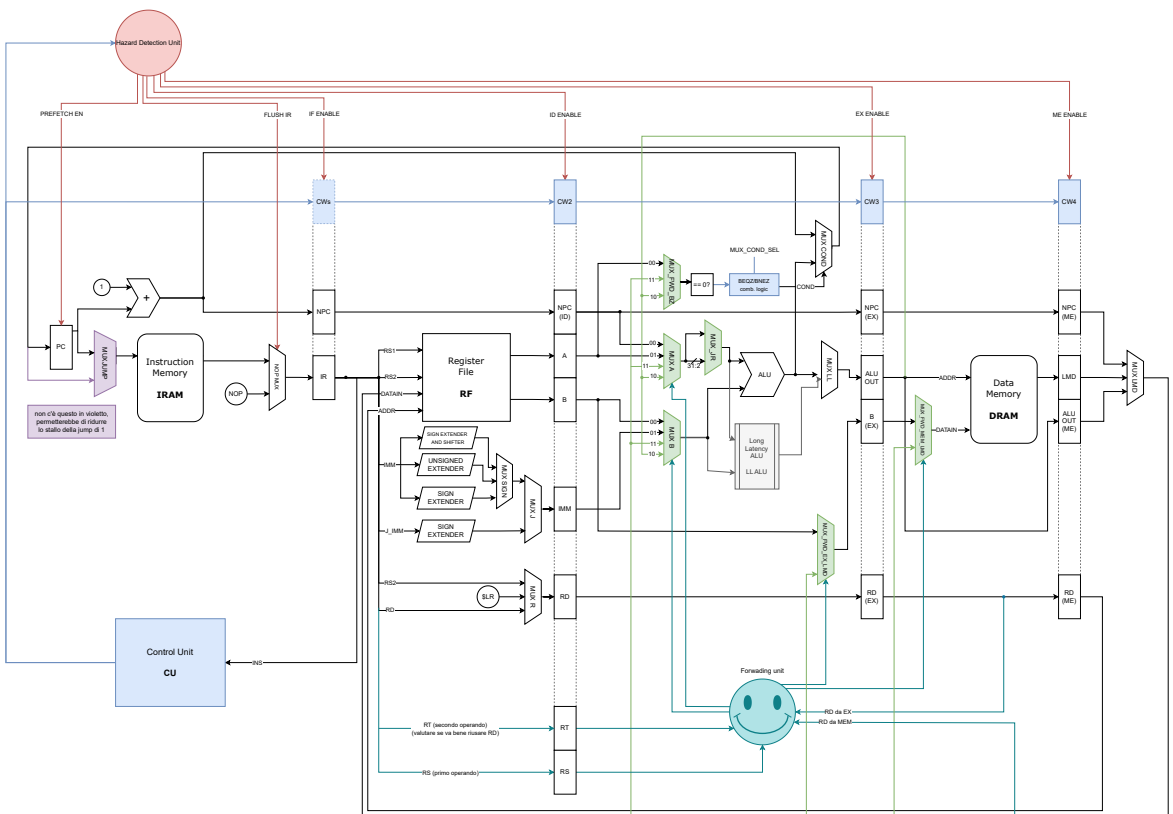 Hazard Detection Unit
PREFETCH EN
FLUSH IR
IF ENABLE
ID ENABLE
EX ENABLE
ME ENABLE
CWs
CW2
CW3
CW4
MUX_COND_SEL
MUX COND
00
11
10
MUX_FWD_BZ
== 0?
BEQZ/BNEZ
comb. logic
COND
1
+
NPC
NPC
(ID)
NPC
(EX)
NPC
(ME)
PC
MUXJUMP
Instruction
Memory
IRAM
NOP MUX
NOP
IR
RS1
RS2
DATAIN
ADDR
Register
File
RF
A
B
00
01
11
10
MUX A
31:2
MUX_JR
ALU
MUX LL
ALU
OUT
B
(EX)
ADDR
DATAIN
MUX_FWD_MEM_LMD
Data
Memory
DRAM
LMD
ALU
OUT
(ME)
MUX LMD
non c'è questo in violetto,
permetterebbe di ridurre
lo stallo della jump di 1
00
01
11
10
MUX B
Long
Latency
ALU
LL ALU
SIGN EXTENDER
AND SHIFTER
IMM
UNSIGNED
EXTENDER
SIGN
EXTENDER
MUX SIGN
J_IMM
SIGN
EXTENDER
MUX J
IMM
MUX_FWD_EX_LMD
RS2
$LR
RD
MUX R
RD
RD
(EX)
RD
(ME)
Control Unit
CU
INS
Forwading unit
RD da EX
RD da MEM
RT (secondo operando)
(valutare se va bene riusare RD)
RT
RS (primo operando)
RS